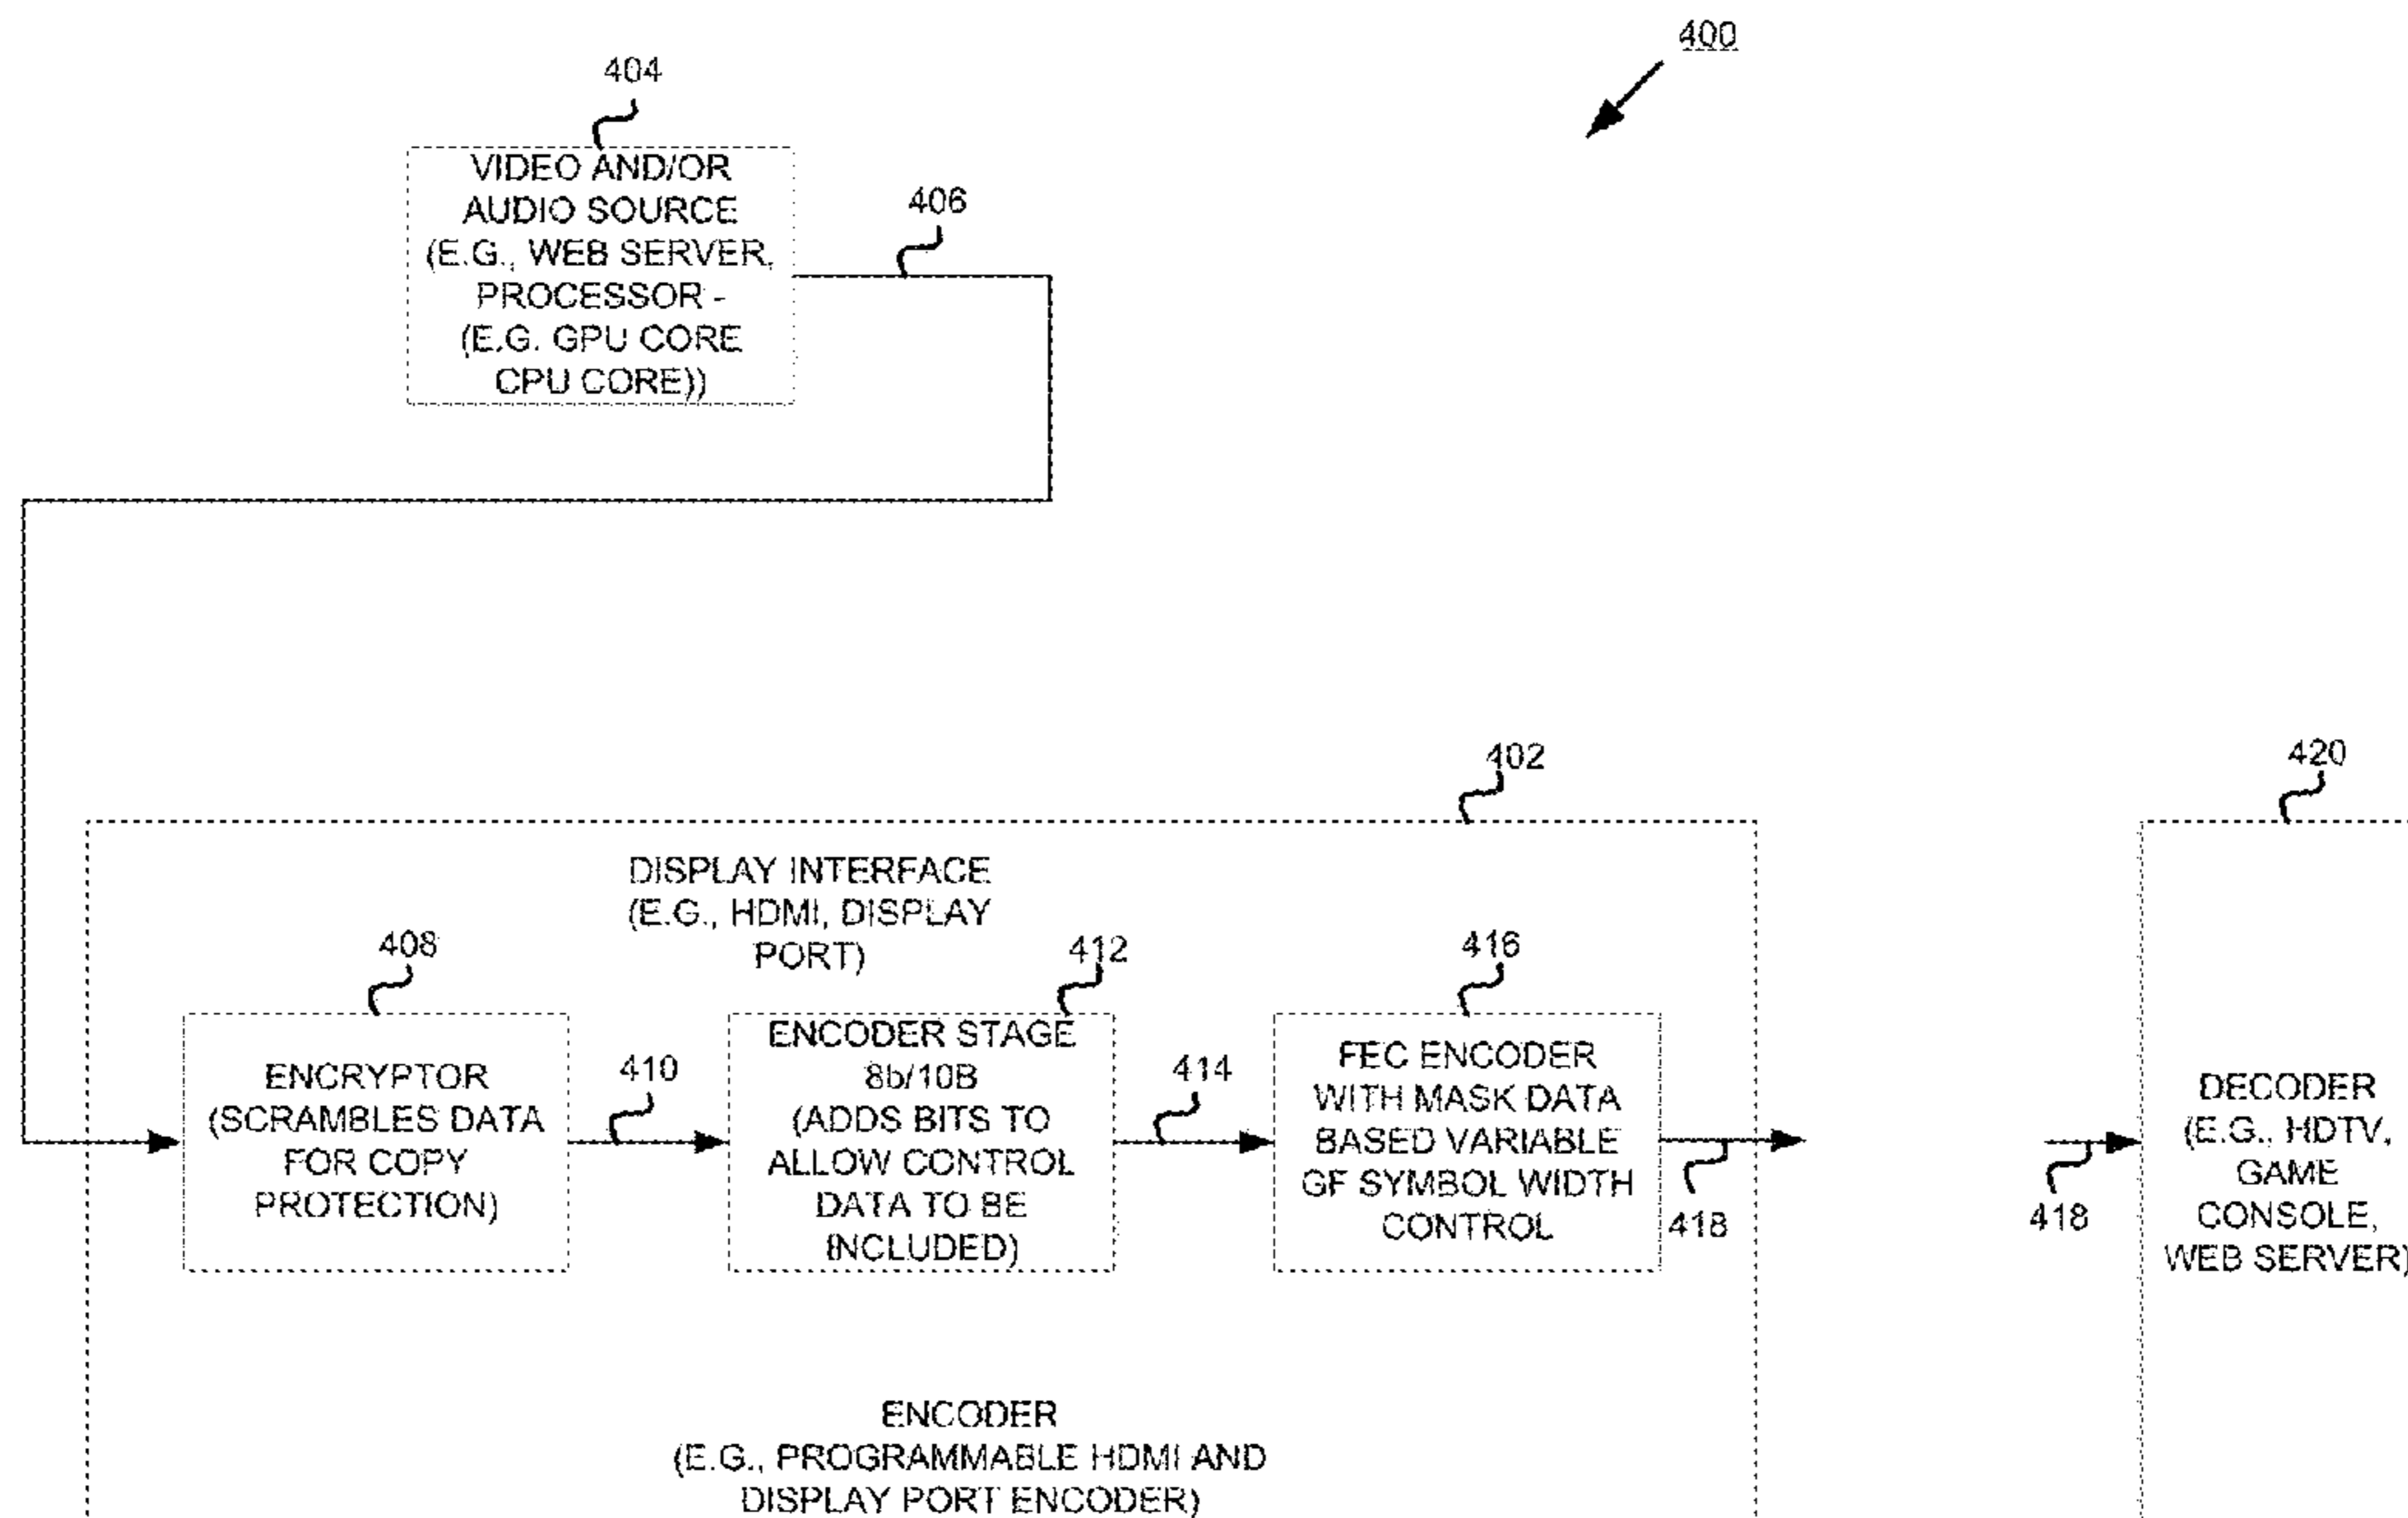 400
404
VIDEO AND/OR
AUDIO SOURCE
(E.G., WEB SERVER,
PROCESSOR -
(E.G. GPU CORE
CPU CORE))
406
402
420
DISPLAY INTERFACE
(E.G., HDMI, DISPLAY
PORT)
408
412
416
ENCRYPTOR
(SCRAMBLES DATA
FOR COPY
PROTECTION)
410
ENCODER STAGE
8b/10B
(ADDS BITS TO
ALLOW CONTROL
DATA TO BE
INCLUDED)
414
FEC ENCODER
WITH MASK DATA
BASED VARIABLE
GF SYMBOL WIDTH
CONTROL
418
418
DECODER
(E.G., HDTV,
GAME
CONSOLE,
WEB SERVER)
ENCODER
(E.G., PROGRAMMABLE HDMI AND
DISPLAY PORT ENCODER)